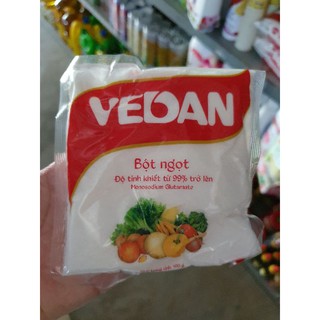 VEDAN
Bột ngọt
Độ tinh khiết từ 99% trở lên
Monosodium Glutamate